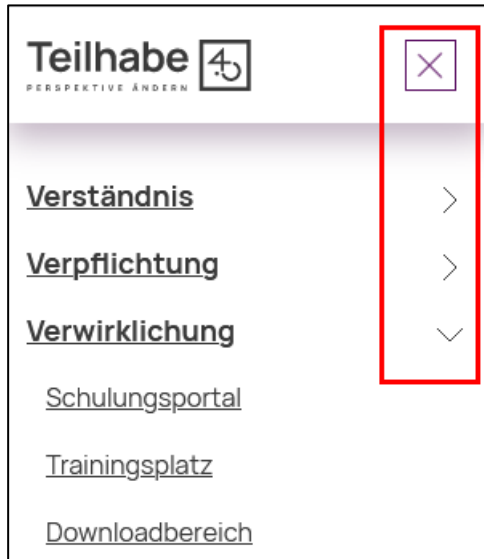 Teilhabe 4.0
PERSPEKTIVE ÄNDERN
Verständnis
Verpflichtung
Verwirklichung
Schulungsportal
Trainingsplatz
Downloadbereich